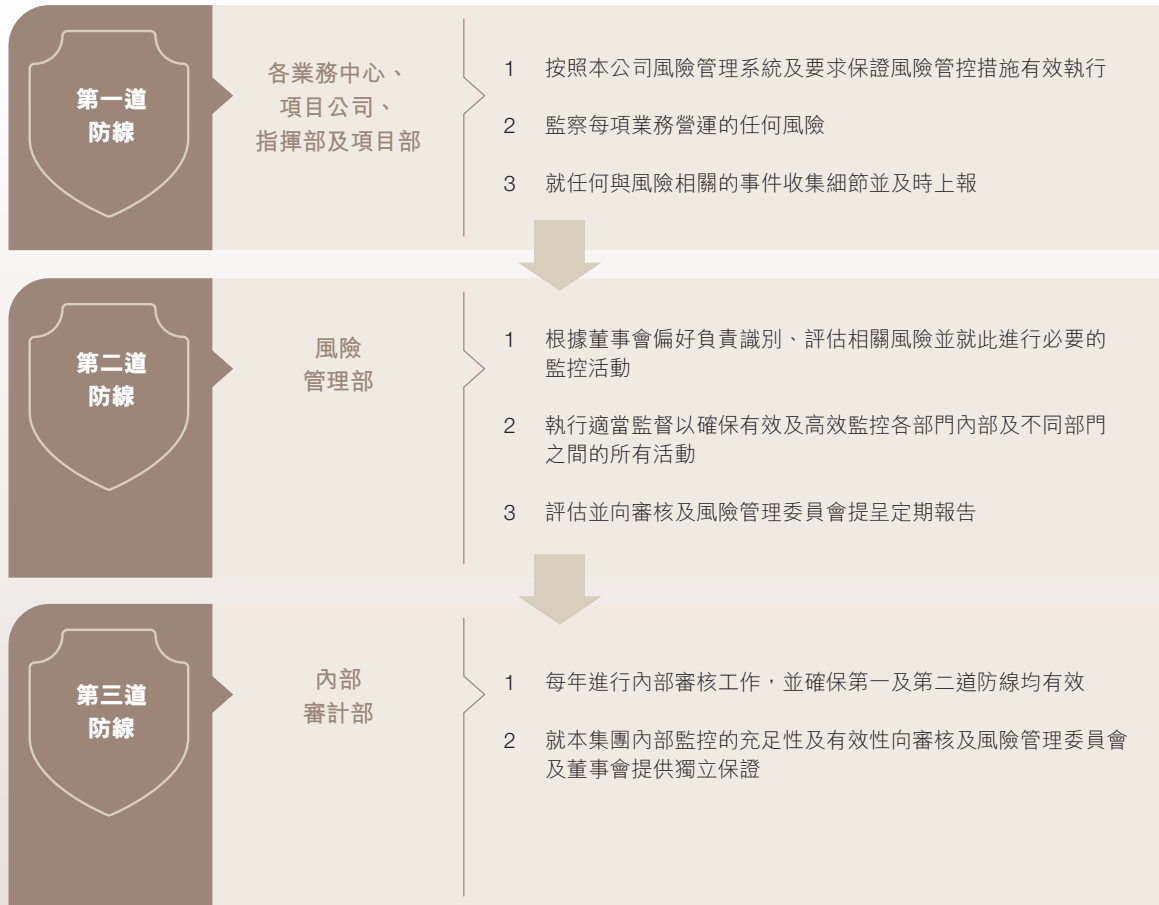 第一道
防線
各業務中心、
項目公司、
指揮部及項目部
1 按照本公司風險管理系統及要求保證風險管控措施有效執行
2 監察每項業務營運的任何風險
3 就任何與風險相關的事件收集細節並及時上報
第二道
防線
風險
管理部
1 根據董事會偏好負責識別、評估相關風險並就此進行必要的
監控活動
2 執行適當監督以確保有效及高效監控各部門內部及不同部門
之間的所有活動
3 評估並向審核及風險管理委員會提呈定期報告
第三道
防線
內部
審計部
1 每年進行內部審核工作，並確保第一及第二道防線均有效
2 就本集團內部監控的充足性及有效性向審核及風險管理委員會
及董事會提供獨立保證